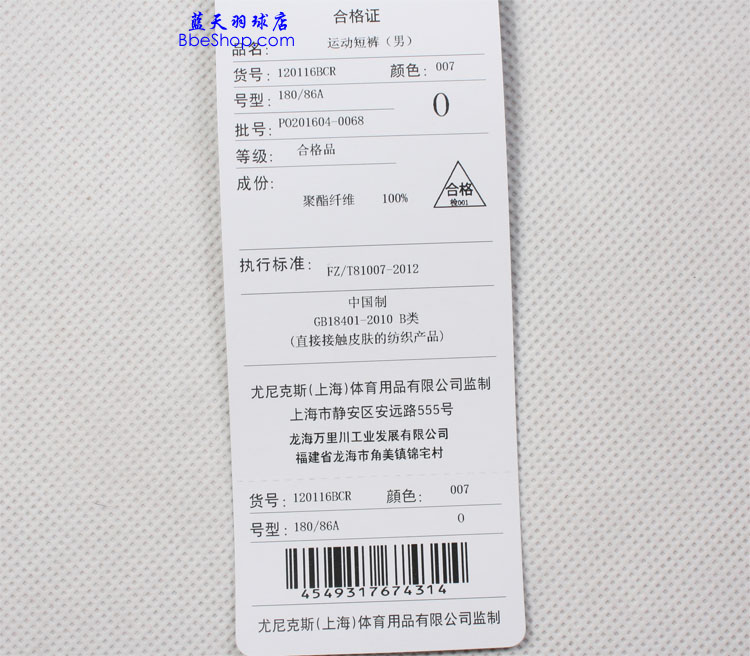 蓝天羽球店
BbeShop.com
合格证
品名: 运动短裤（男）
货号: 120116BCR 颜色: 007
号型: 180/86A O
批号: PO201604-0068
等级: 合格品
成份:
聚酯纤维 100%
合格
检001
执行标准: FZ/T81007-2012
中国制
GB18401-2010 B类
(直接接触皮肤的纺织产品)
尤尼克斯(上海)体育用品有限公司监制
上海市静安区安远路555号
龙海万里川工业发展有限公司
福建省龙海市角美镇锦宅村
货号: 120116BCR 颜色: 007
号型: 180/86A O
4549317674314
尤尼克斯(上海)体育用品有限公司监制